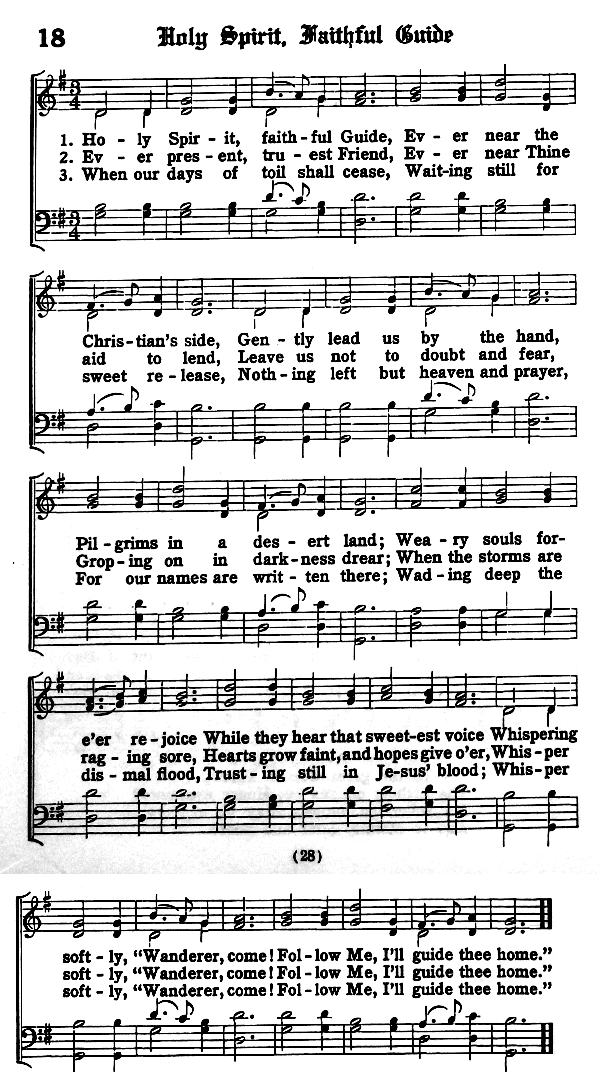 18 Holy Spirit, Faithful Guide
3
4
1. Ho - ly Spir - it, faith - ful Guide, Ev - er near the
2. Ev - er pres - ent, tru - est Friend, Ev - er near Thine
3. When our days of toil shall cease, Wait - ing still for
3
4
Chris - tian's side, Gen - tly lead us by the hand,
aid to lend, Leave us not to doubt and fear,
sweet re - lease, Noth - ing left but heaven and prayer,
Pil - grims in a des - ert land; Wea - ry souls for-
Grop - ing on in dark - ness drear; When the storms are
For our names are writ - ten there; Wad - ing deep the
e'er re - joice While they hear that sweet - est voice Whispering
rag - ing sore, Hearts grow faint, and hopes give o'er, Whis - per
dis - mal flood, Trust - ing still in Je - sus' blood; Whis - per
(28)
soft - ly, “Wanderer, come! Fol - low Me, I'll guide thee home.”
soft - ly, “Wanderer, come! Fol - low Me, I'll guide thee home.”
soft - ly, “Wanderer, come! Fol - low Me, I'll guide thee home.”